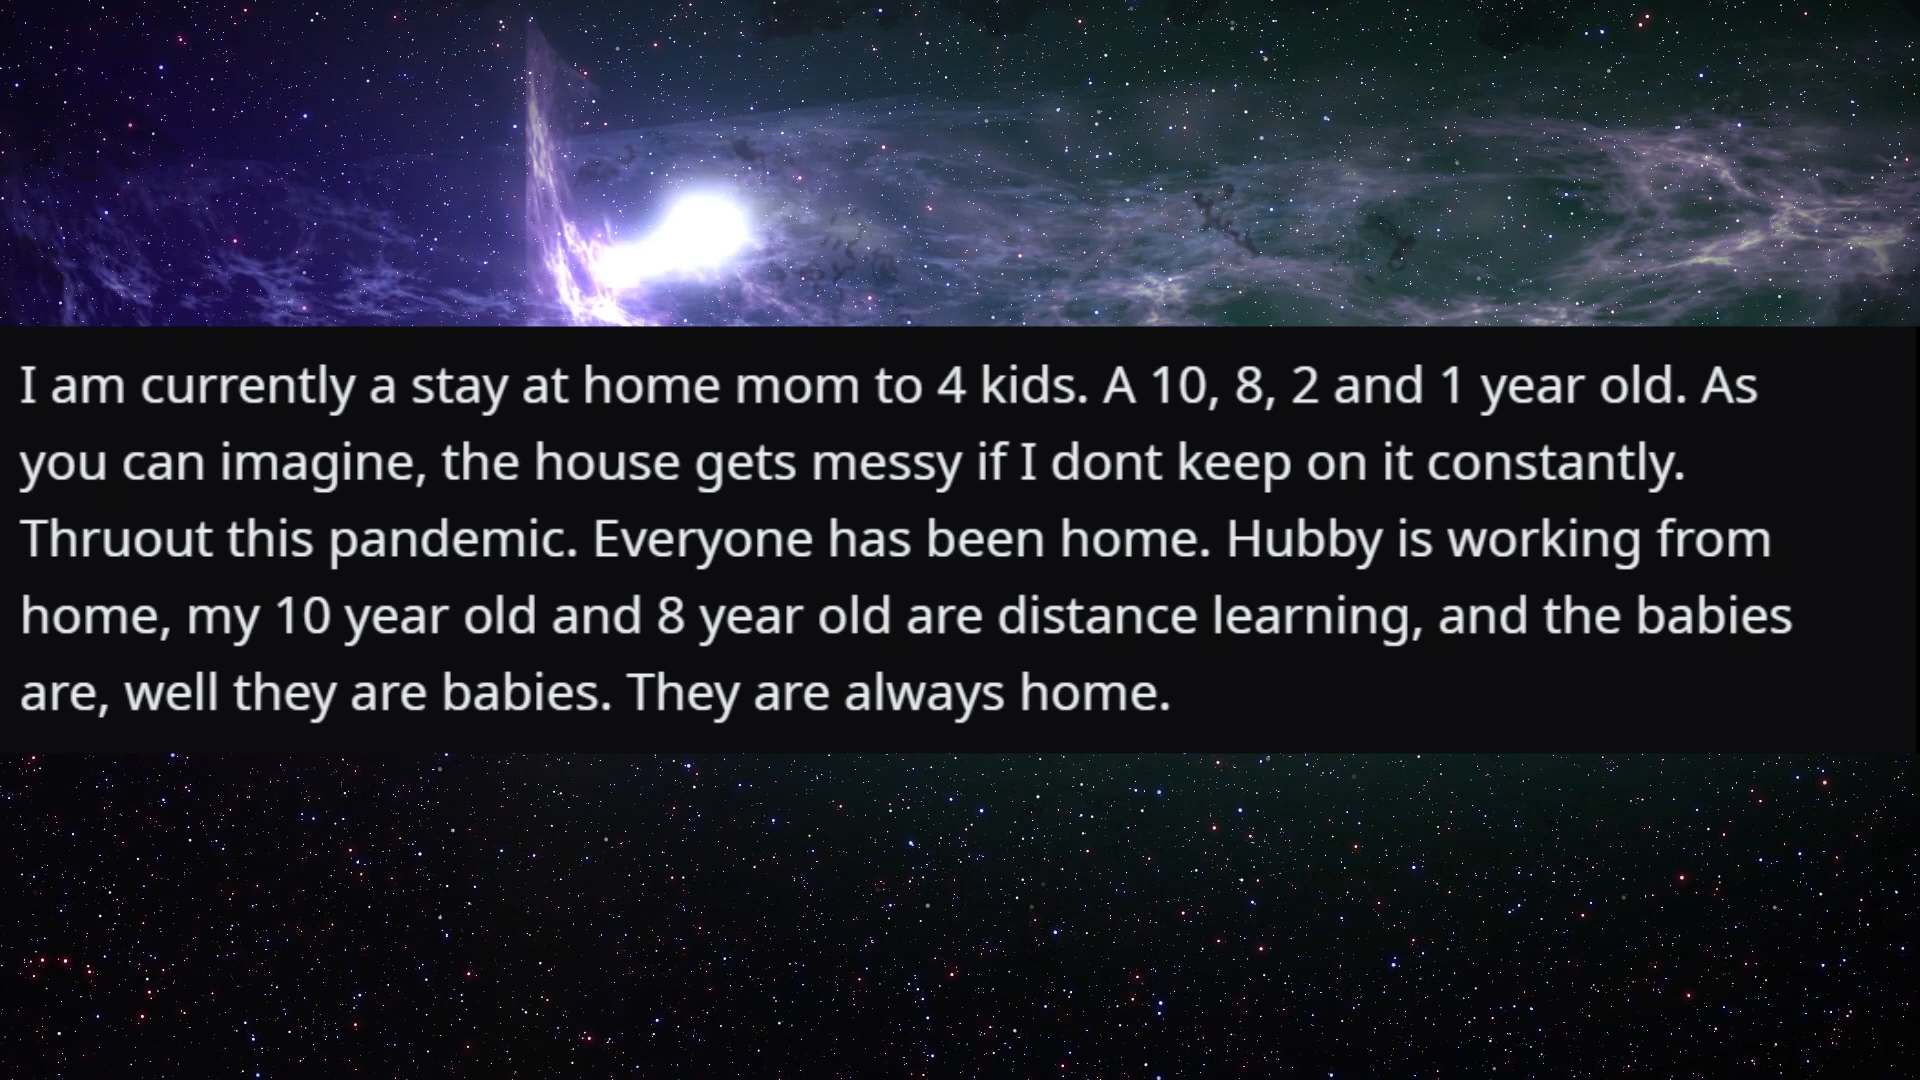 I am currently a stay at home mom to 4 kids. A 10, 8, 2 and 1 year old. As
you can imagine, the house gets messy if I dont keep on it constantly.
Thruout this pandemic. Everyone has been home. Hubby is working from
home, my 10 year old and 8 year old are distance learning, and the babies
are, well they are babies. They are always home.